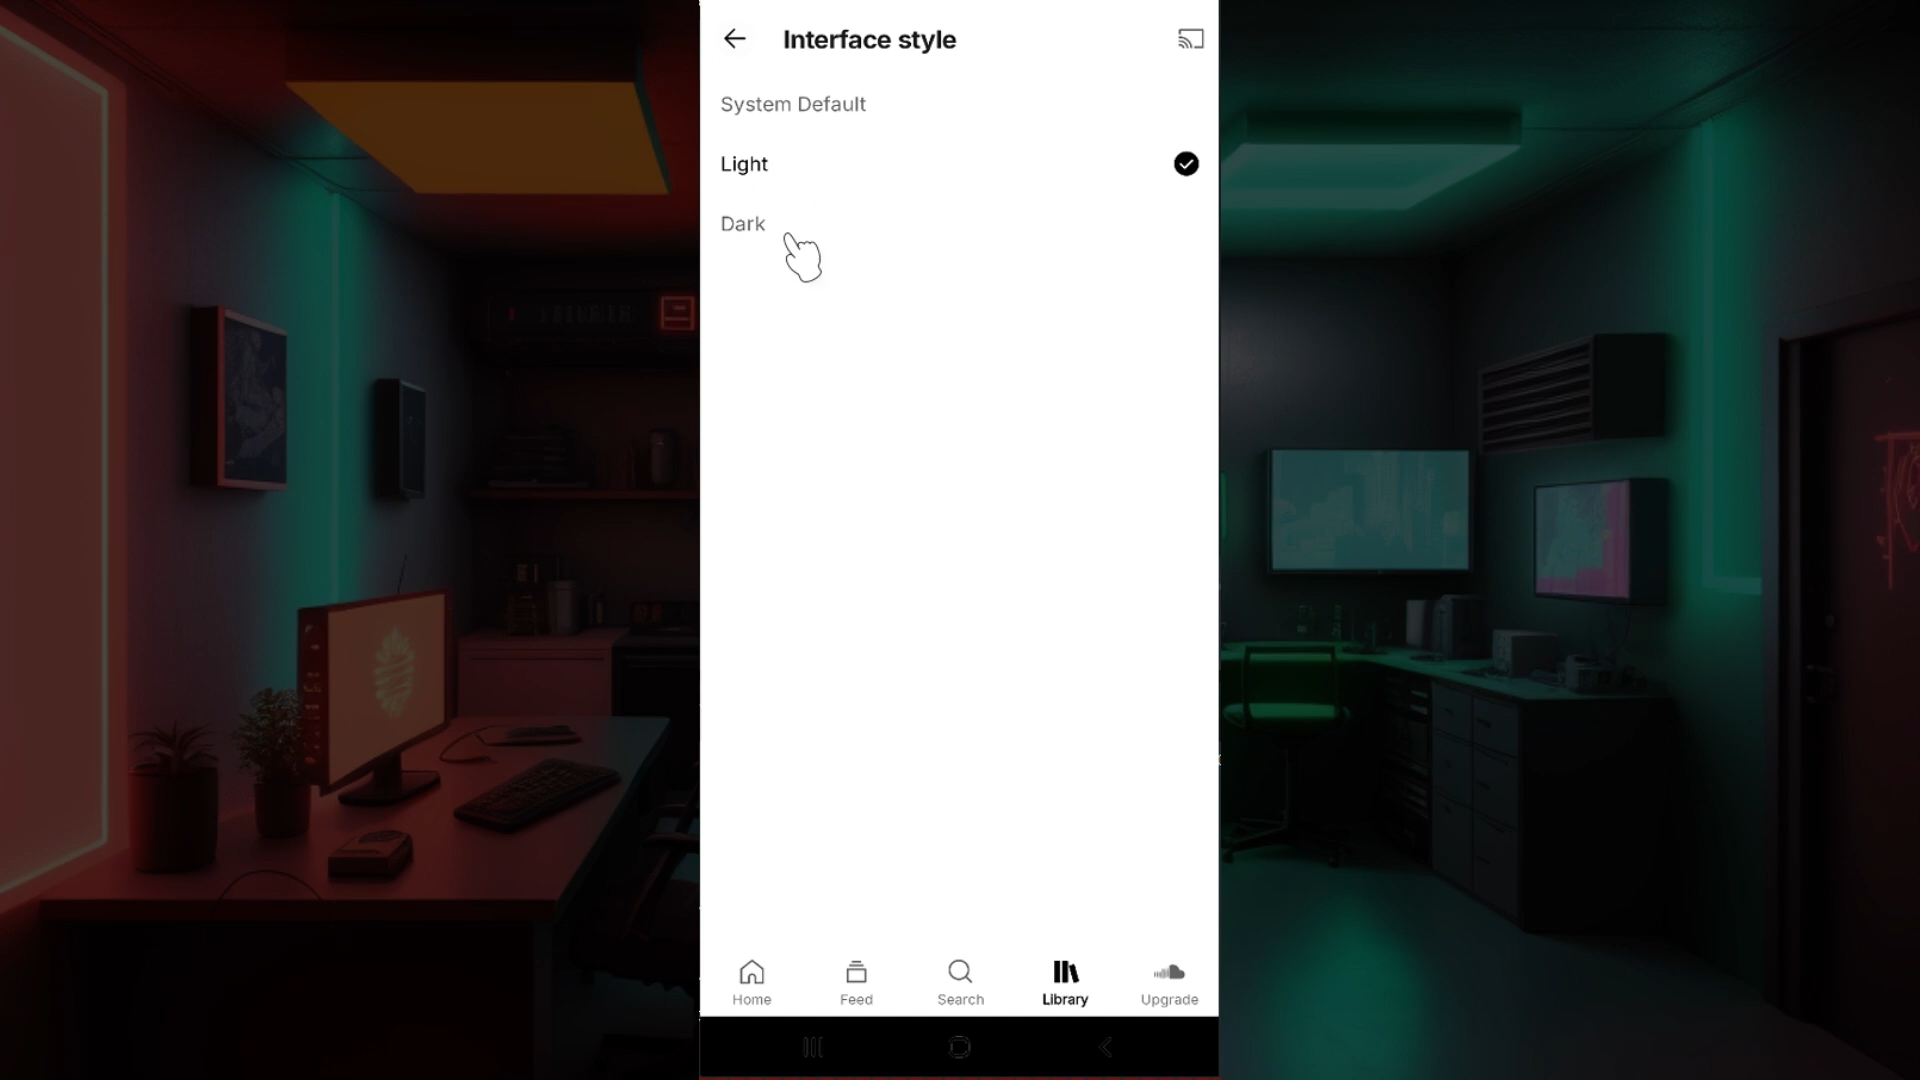 Interface style
System Default
Light
Dark
Home
Feed
Search
Library
Upgrade